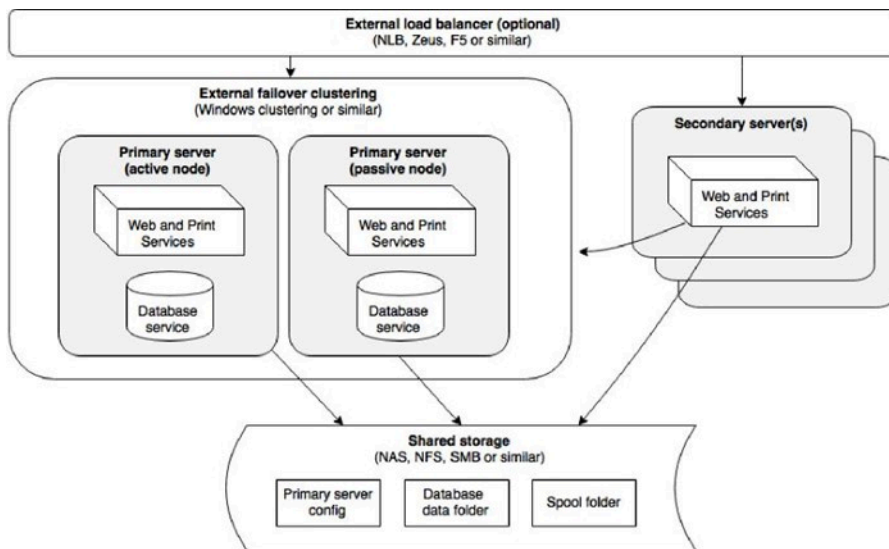 External load balancer (optional)
(NLB, Zeus, F5 or similar)
External failover clustering
(Windows clustering or similar)
Primary server
(active node)
Web and Print
Services
Database
service
Primary server
(passive node)
Web and Print
Services
Database
service
Secondary server(s)
Web and Print
Services
Shared storage
(NAS, NFS, SMB or similar)
Primary server
config
Database
data folder
Spool folder